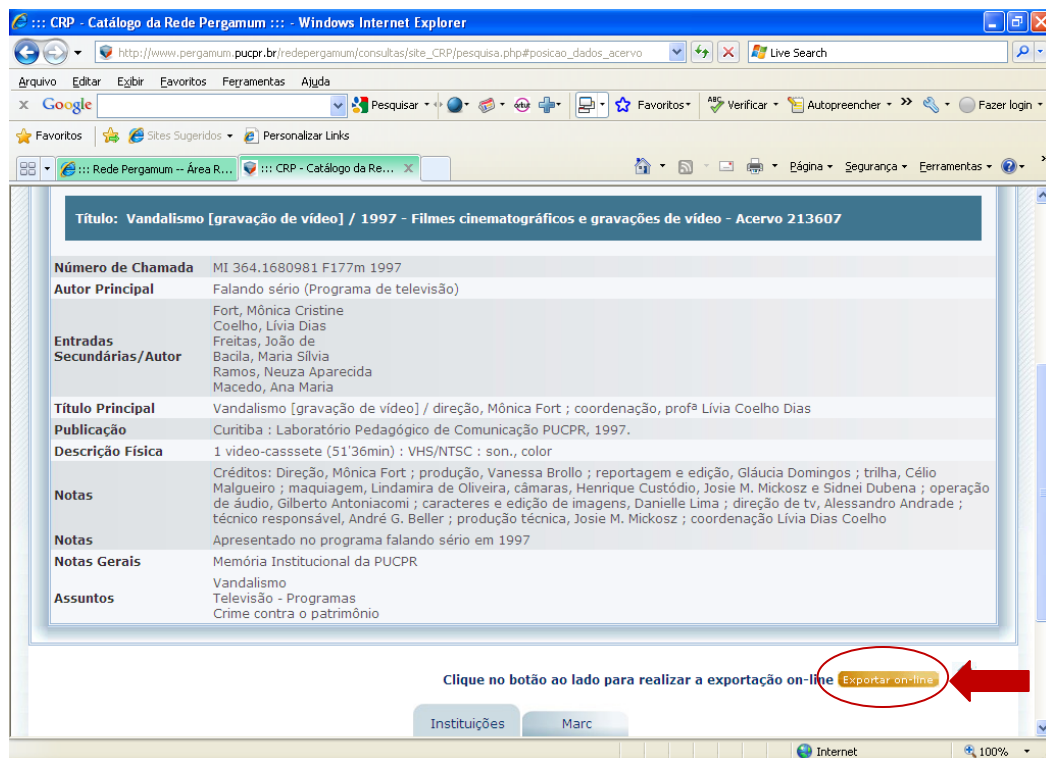 ::: CRP - Catálogo da Rede Pergamum ::: - Windows Internet Explorer
http://www.pergamum.pucpr.br/redepergamum/consultas/site_CRP/pesquisa.php#posicao_dados_acervo
Live Search
Arquivo Editar Exibir Favoritos Ferramentas Ajuda
x Google Pesquisar Favoritos Verificar Autopreencher Fazer login
Favoritos Sites Sugeridos Personalizar Links
::: Rede Pergamum -- Área R... ::: CRP - Catálogo da Re... X Página Segurança Ferramentas
Título: Vandalismo [gravação de vídeo] / 1997 - Filmes cinematográficos e gravações de vídeo - Acervo 213607
Número de Chamada MI 364.1680981 F177m 1997
Autor Principal Falando sério (Programa de televisão)
Entradas Secundárias/Autor
Fort, Mônica Cristine
Coelho, Lívia Dias
Freitas, João de
Bacila, Maria Sílvia
Ramos, Neuza Aparecida
Macedo, Ana Maria
Título Principal Vandalismo [gravação de vídeo] / direção, Mônica Fort ; coordenação, profª Lívia Coelho Dias
Publicação Curitiba : Laboratório Pedagógico de Comunicação PUCPR, 1997.
Descrição Física 1 video-casssete (51'36min) : VHS/NTSC : son., color
Notas
Créditos: Direção, Mônica Fort ; produção, Vanessa Brollo ; reportagem e edição, Gláucia Domingos ; trilha, Célio
Malgueiro ; maquiagem, Lindamira de Oliveira, câmaras, Henrique Custódio, Josie M. Mickosz e Sidnei Dubena ; operação
de áudio, Gilberto Antoniacomi ; caracteres e edição de imagens, Danielle Lima ; direção de tv, Alessandro Andrade ;
técnico responsável, André G. Beller ; produção técnica, Josie M. Mickosz ; coordenação Lívia Dias Coelho
Notas Apresentado no programa falando sério em 1997
Notas Gerais Memória Institucional da PUCPR
Assuntos
Vandalismo
Televisão - Programas
Crime contra o patrimônio
Clique no botão ao lado para realizar a exportação on-line Exportar on-line
Instituições Marc
Internet 100%